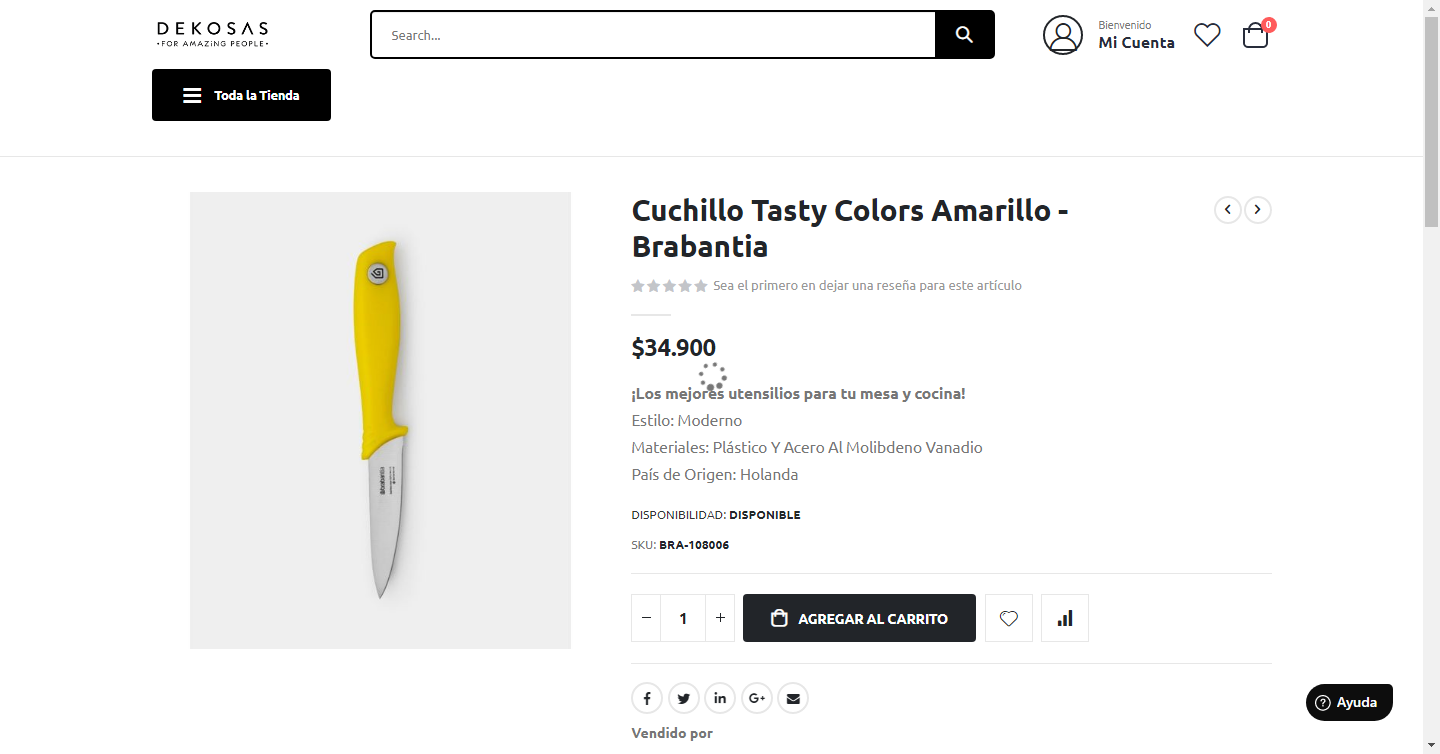 DEKOSAS
•FOR AMAZiNG PEOPLE•
Search...
Bienvenido
Mi Cuenta
0
Toda la Tienda
Cuchillo Tasty Colors Amarillo -
Brabantia
Sea el primero en dejar una reseña para este artículo
$34.900
¡Los mejores utensilios para tu mesa y cocina!
Estilo: Moderno
Materiales: Plástico Y Acero Al Molibdeno Vanadio
País de Origen: Holanda
DISPONIBILIDAD: DISPONIBLE
SKU: BRA-108006
− 1 +
AGREGAR AL CARRITO
Vendido por
Ayuda
brabantia